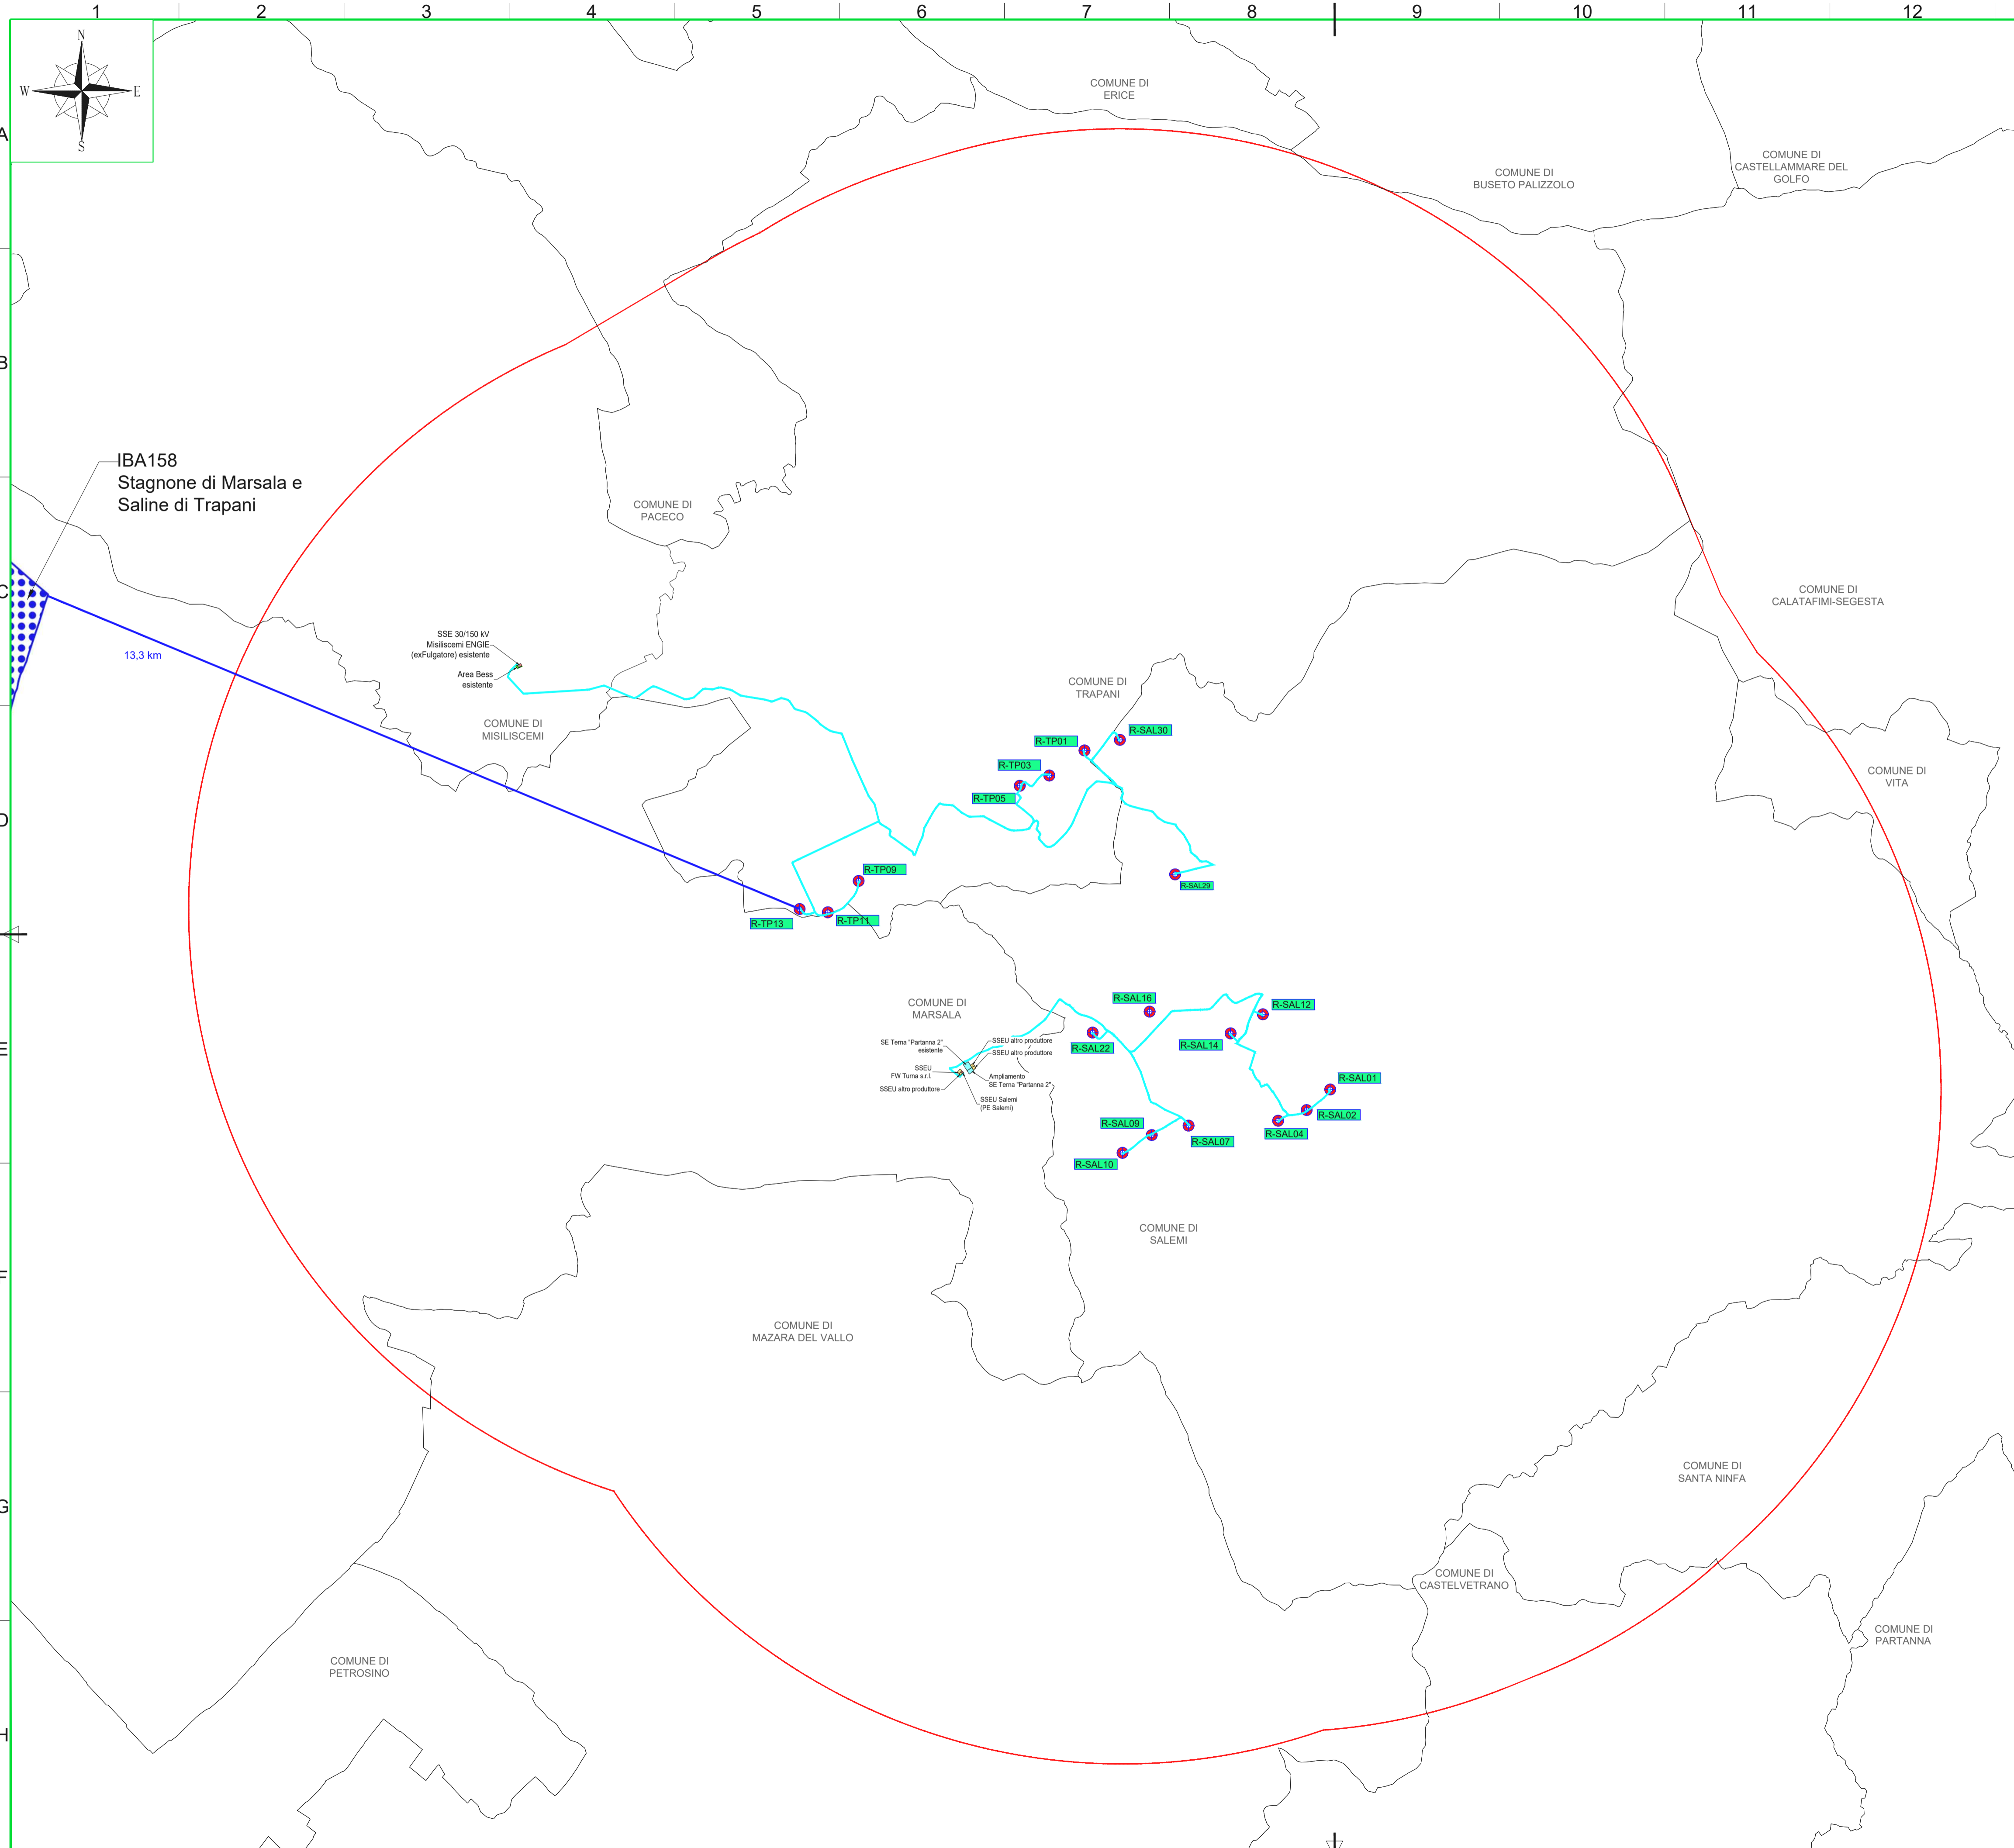 1 2 3 4 5 6 7 8 9 10 11 12
N
W E
S
A
B
C
D
E
F
G
H
COMUNE DI
ERICE
COMUNE DI
BUSETO PALIZZOLO
COMUNE DI
CASTELLAMMARE DEL
GOLFO
IBA158
Stagnone di Marsala e
Saline di Trapani
COMUNE DI
PACECO
COMUNE DI
CALATAFIMI-SEGESTA
13,3 km
SSE 30/150 kV
Misiliscemi ENGIE
(exFulgatore) esistente
Area Bess
esistente
COMUNE DI
MISILISCEMI
COMUNE DI
TRAPANI
R-SAL30
R-TP01
R-TP03
R-TP05
COMUNE DI
VITA
R-TP09
R-SAL29
R-TP13
R-TP11
COMUNE DI
MARSALA
R-SAL16
R-SAL12
R-SAL22
R-SAL14
SE Terna "Partanna 2"
esistente
SSEU altro produttore
SSEU altro produttore
SSEU
FW Turna s.r.l.
SSEU altro produttore
Ampliamento
SE Terna "Partanna 2"
SSEU Salemi
(PE Salemi)
R-SAL01
R-SAL02
R-SAL04
R-SAL09
R-SAL07
R-SAL10
COMUNE DI
SALEMI
COMUNE DI
MAZARA DEL VALLO
COMUNE DI
SANTA NINFA
COMUNE DI
CASTELVETRANO
COMUNE DI
PARTANNA
COMUNE DI
PETROSINO